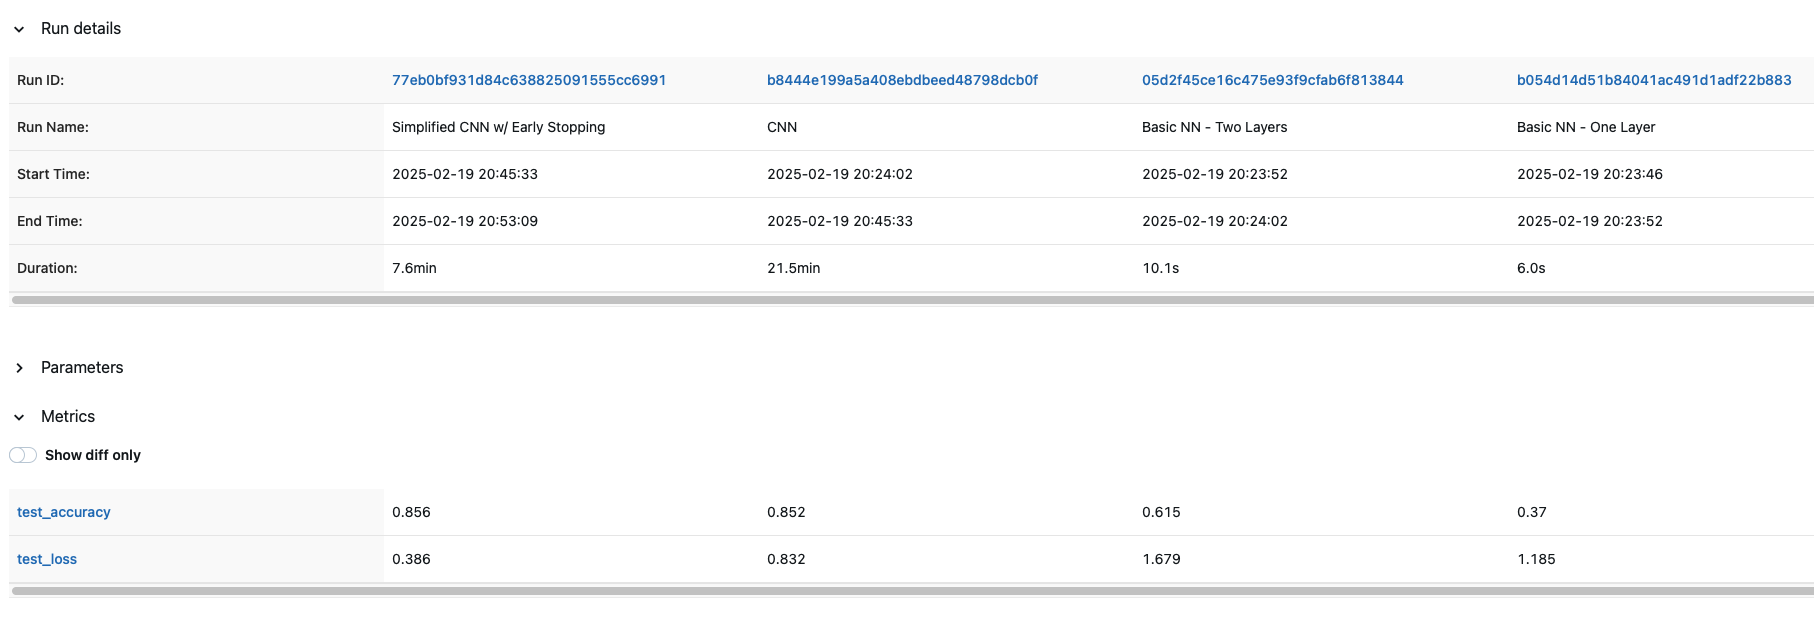 Run details
Run ID: 77eb0bf931d84c638825091555cc6991 b8444e199a5a408ebdbeed48798dcb0f 05d2f45ce16c475e93f9cfab6f813844 b054d14d51b84041ac491d1adf22b883
Run Name: Simplified CNN w/ Early Stopping CNN Basic NN - Two Layers Basic NN - One Layer
Start Time: 2025-02-19 20:45:33 2025-02-19 20:24:02 2025-02-19 20:23:52 2025-02-19 20:23:46
End Time: 2025-02-19 20:53:09 2025-02-19 20:45:33 2025-02-19 20:24:02 2025-02-19 20:23:52
Duration: 7.6min 21.5min 10.1s 6.0s
Parameters
Metrics
Show diff only
test_accuracy 0.856 0.852 0.615 0.37
test_loss 0.386 0.832 1.679 1.185